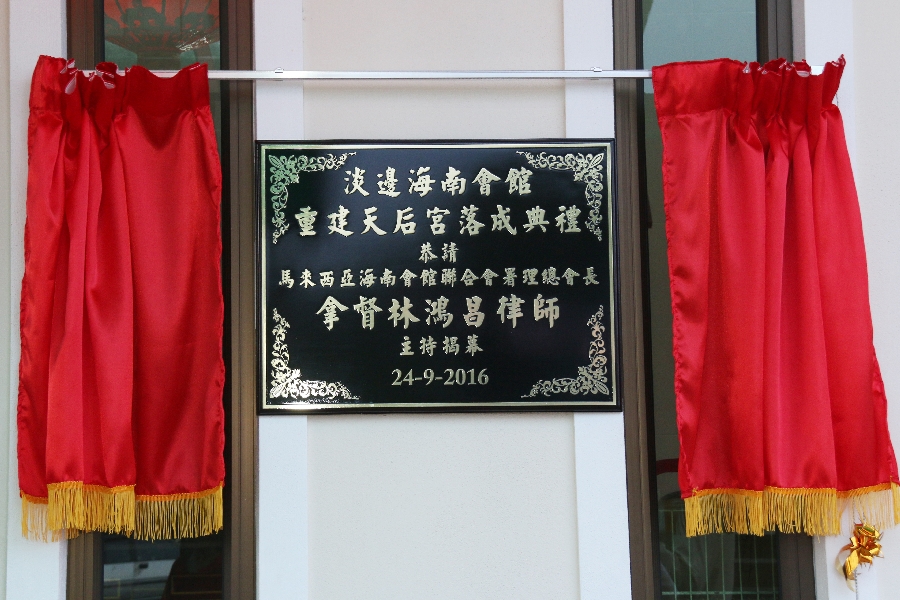 淡邊海南會館
重建天后宮落成典禮
恭請
馬來西亞海南會館聯合會署理總會長
拿督林鴻昌律師
主持揭幕
24-9-2016